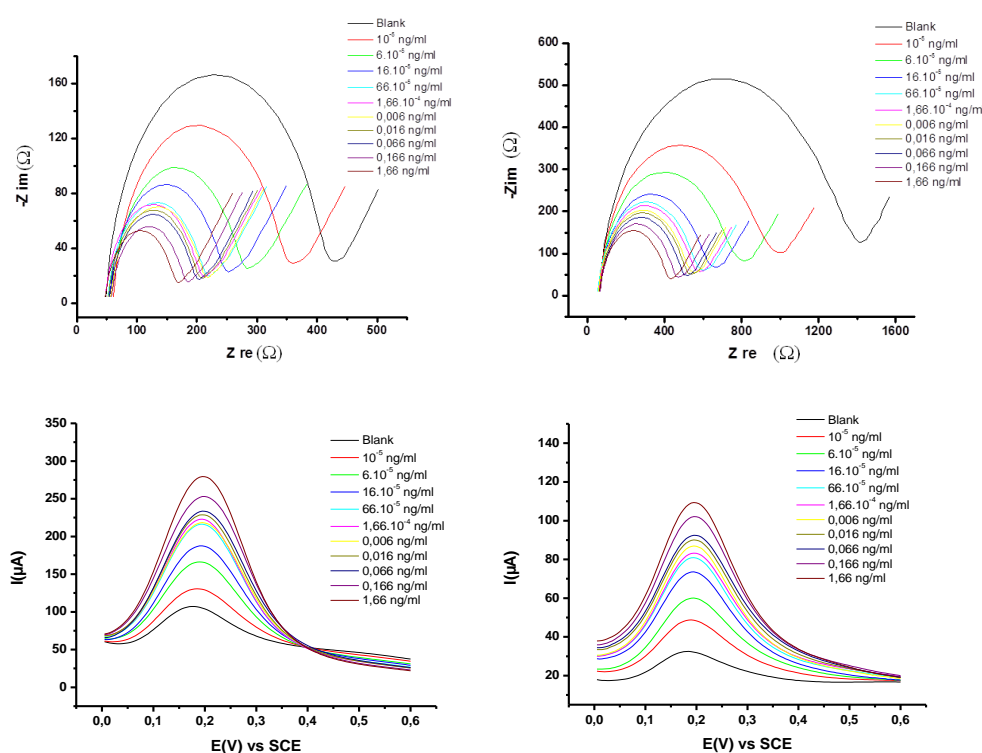 -Z im (Ω)
160
120
80
40
0
0
100
200
300
400
500
Z re (Ω)
Blank
10⁻⁵ ng/ml
6.10⁻⁵ ng/ml
16.10⁻⁵ ng/ml
66.10⁻⁵ ng/ml
1,66.10⁻⁴ ng/ml
0,006 ng/ml
0,016 ng/ml
0,066 ng/ml
0,166 ng/ml
1,66 ng/ml
-Zim (Ω)
600
500
400
300
200
100
0
0
400
800
1200
1600
Z re (Ω)
Blank
10⁻⁵ ng/ml
6.10⁻⁵ ng/ml
16.10⁻⁵ ng/ml
66.10⁻⁵ ng/ml
1,66.10⁻⁴ ng/m
0,006 ng/ml
0,016 ng/ml
0,066 ng/ml
0,166 ng/ml
1,66 ng/ml
I(µA)
350
300
250
200
150
100
50
0
0,0
0,1
0,2
0,3
0,4
0,5
0,6
E(V) vs SCE
Blank
10⁻⁵ ng/ml
6.10⁻⁵ ng/ml
16.10⁻⁵ ng/ml
66.10⁻⁵ ng/ml
1,66.10⁻⁴ ng/ml
0,006 ng/ml
0,016 ng/ml
0,066 ng/ml
0,166 ng/ml
1,66 ng/ml
I(µA)
140
120
100
80
60
40
20
0,0
0,1
0,2
0,3
0,4
0,5
0,6
E(V) vs SCE
Blank
10⁻⁵ ng/ml
6.10⁻⁵ ng/ml
16.10⁻⁵ ng/ml
66.10⁻⁵ ng/ml
1,66.10⁻⁴ ng/ml
0,006 ng/ml
0,016 ng/ml
0,066 ng/ml
0,166 ng/ml
1,66 ng/ml